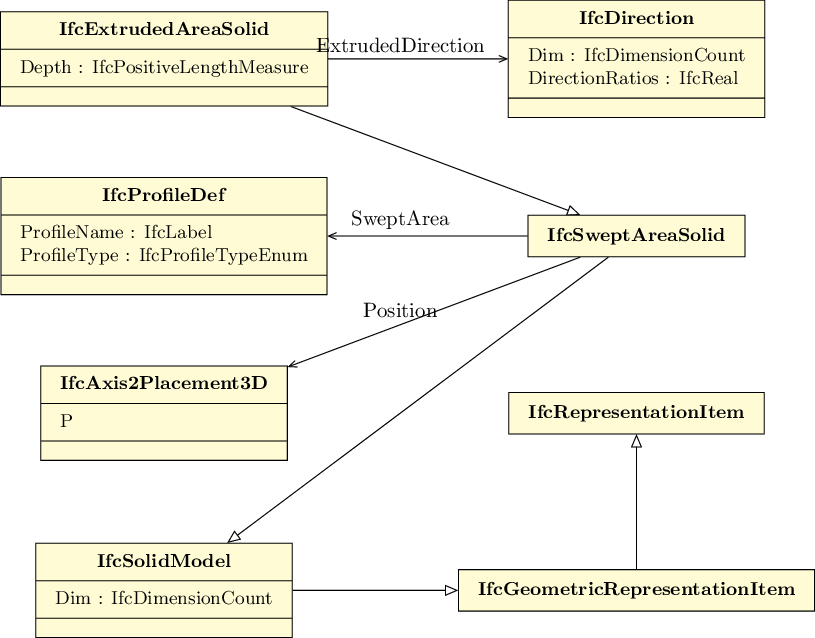 IfcExtrudedAreaSolid
Depth : IfcPositiveLengthMeasure
ExtrudedDirection
IfcDirection
Dim : IfcDimensionCount
DirectionRatios : IfcReal
IfcProfileDef
ProfileName : IfcLabel
ProfileType : IfcProfileTypeEnum
SweptArea
IfcSweptAreaSolid
Position
IfcAxis2Placement3D
P
IfcRepresentationItem
IfcSolidModel
Dim : IfcDimensionCount
IfcGeometricRepresentationItem